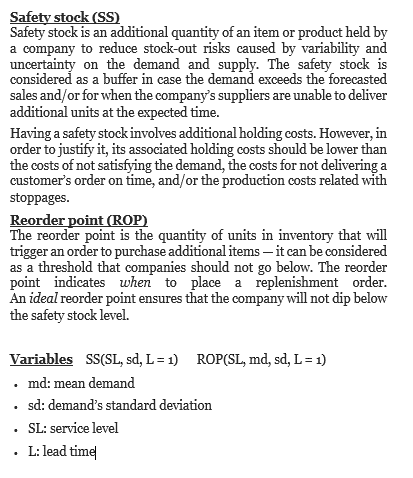 Safety stock (SS)
Safety stock is an additional quantity of an item or product held by
a company to reduce stock-out risks caused by variability and
uncertainty on the demand and supply. The safety stock is
considered as a buffer in case the demand exceeds the forecasted
sales and/or for when the company's suppliers are unable to deliver
additional units at the expected time.
Having a safety stock involves additional holding costs. However, in
order to justify it, its associated holding costs should be lower than
the costs of not satisfying the demand, the costs for not delivering a
customer's order on time, and/or the production costs related with
stoppages.
Reorder point (ROP)
The reorder point is the quantity of units in inventory that will
trigger an order to purchase additional items — it can be considered
as a threshold that companies should not go below. The reorder
point indicates when to place a replenishment order.
An ideal reorder point ensures that the company will not dip below
the safety stock level.
Variables SS(SL, sd, L = 1) ROP(SL, md, sd, L = 1)
• md: mean demand
• sd: demand's standard deviation
• SL: service level
• L: lead time